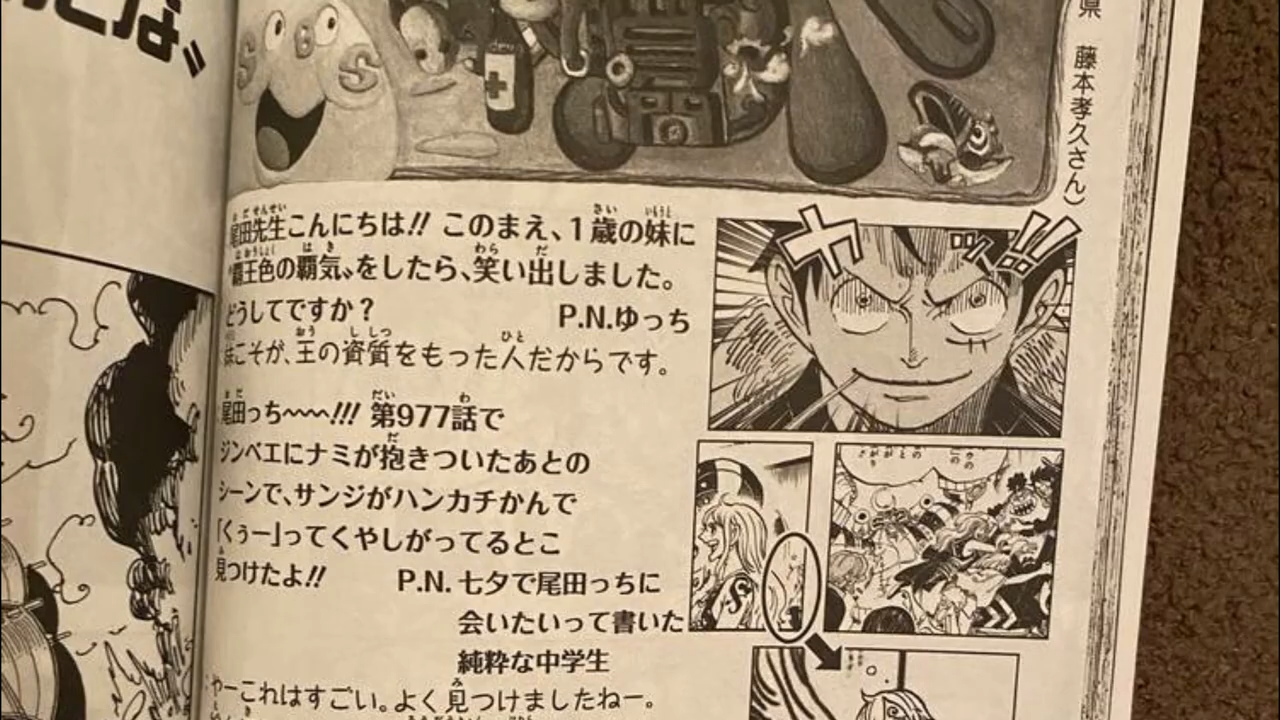 県 藤本孝久さん)
SBS
尾田先生こんにちは!! このまえ、1歳の妹に
"覇王色の覇気"をしたら、笑い出しました。
どうしてですか? P.N.ゆっち
妹こそが、王の資質をもった人だからです。
カッ!!
尾田っち〜〜〜!!! 第977話で
ジンベエにナミが抱きついたあとの
シーンで、サンジがハンカチかんで
「くぅー」ってくやしがってるとこ
見つけたよ!! P.N. 七夕で尾田っちに
会いたいって書いた
純粋な中学生
やーこれはすごい。よく見つけましたねー。